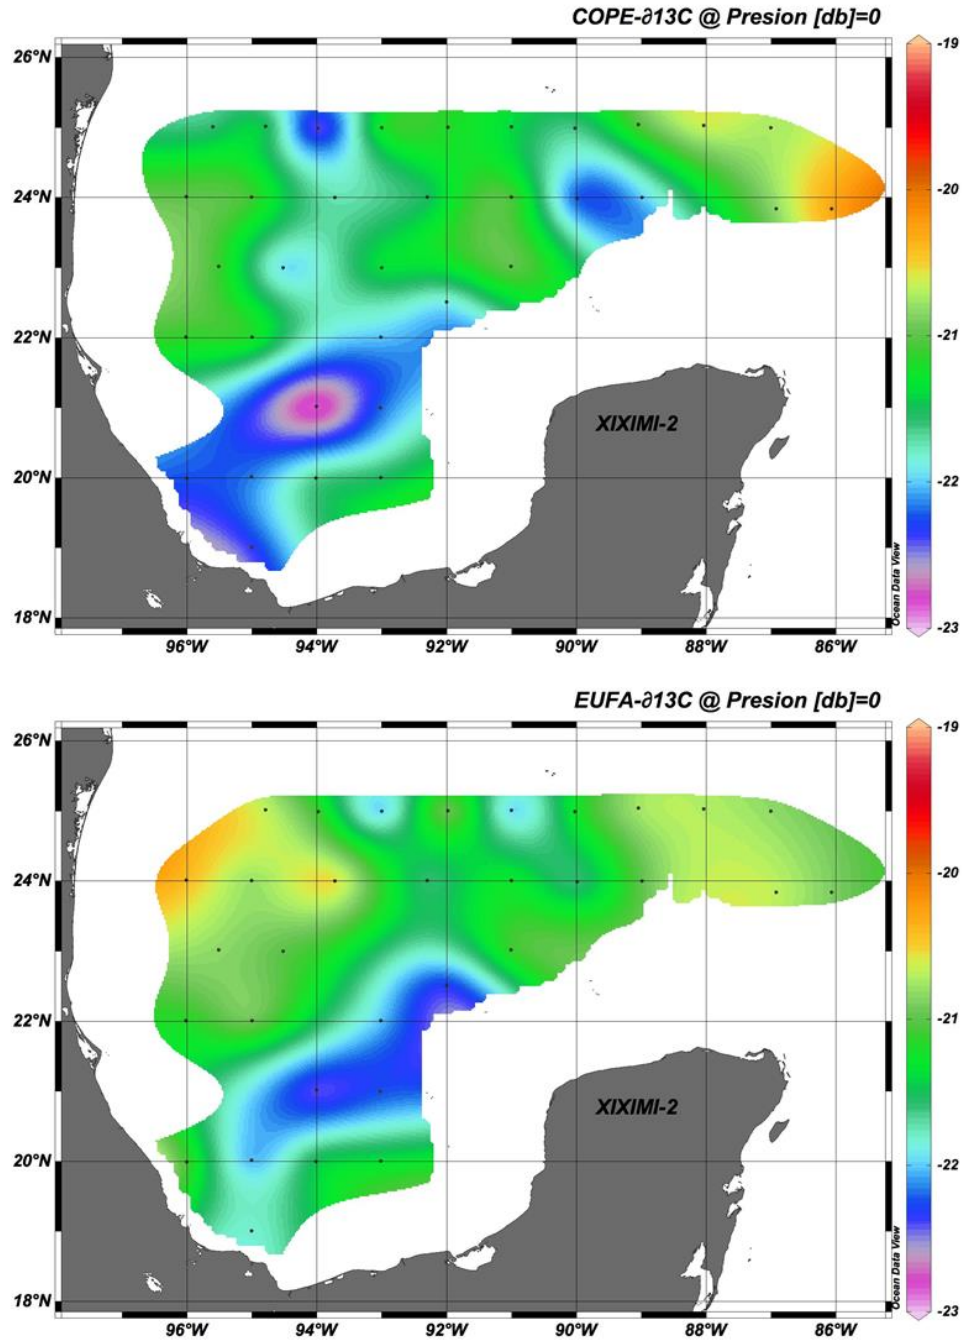 COPE-∂13C @ Presion [db]=0
26°N
24°N
22°N
20°N
18°N
96°W 94°W 92°W 90°W 88°W 86°W
XIXIMI-2
Ocean Data View
-19
-20
-21
-22
-23
EUFA-∂13C @ Presion [db]=0
26°N
24°N
22°N
20°N
18°N
96°W 94°W 92°W 90°W 88°W 86°W
XIXIMI-2
Ocean Data View
-19
-20
-21
-22
-23